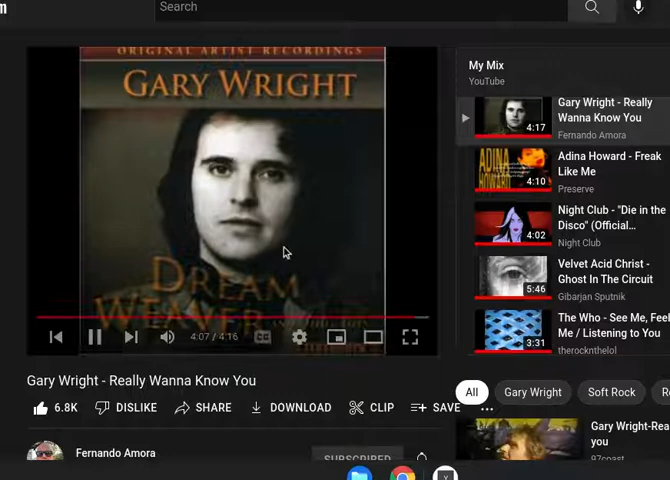 Search
ORIGINAL ARTIST RECORDINGS
GARY WRIGHT
DREAM
WEAVER
4:07 / 4:16
Gary Wright - Really Wanna Know You
6.8K
DISLIKE
SHARE
DOWNLOAD
CLIP
SAVE
Fernando Amora
SUBSCRIBED
My Mix
YouTube
4:17
Gary Wright - Really
Wanna Know You
Fernando Amora
ADINA
HOWARD
4:10
Adina Howard - Freak
Like Me
Preserve
4:02
Night Club - "Die in the
Disco" (Official...
Night Club
5:46
Velvet Acid Christ -
Ghost In The Circuit
Gibarjan Sputnik
3:31
The Who - See Me, Feel
Me / Listening to You
therocknthelol
All
Gary Wright
Soft Rock
Gary Wright-Rea
you
97coast